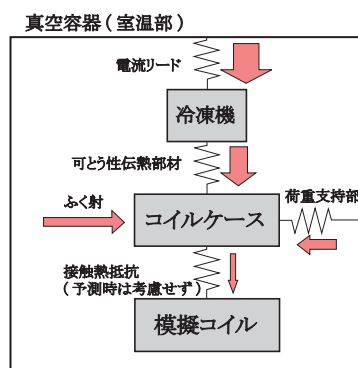 真空容器(室温部)
電流リード
冷凍機
可とう性伝熱部材
荷重支持部
ふく射
コイルケース
接触熱抵抗
(予測時は考慮せず)
模擬コイル